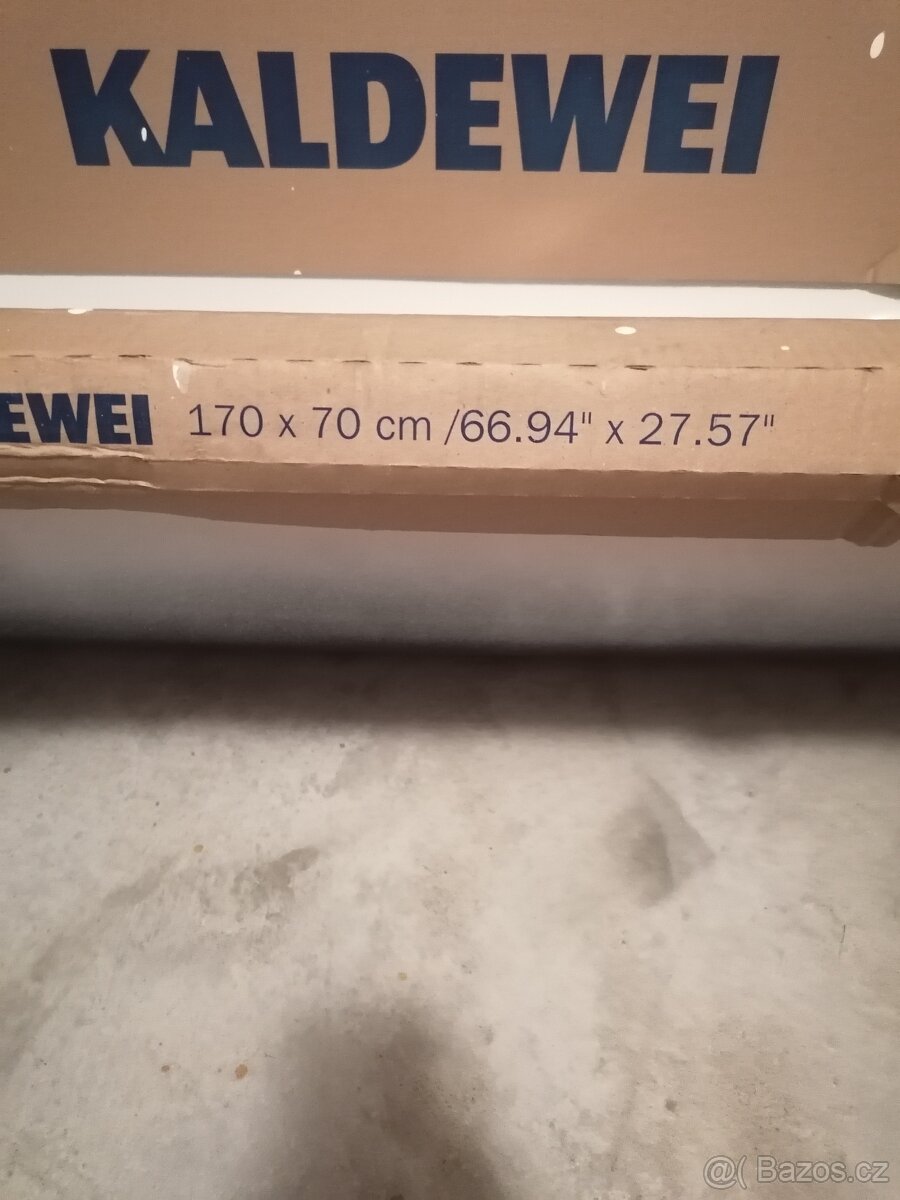 KALDEWEI
EWEI 170 x 70 cm /66.94" x 27.57"
@( Bazos.cz